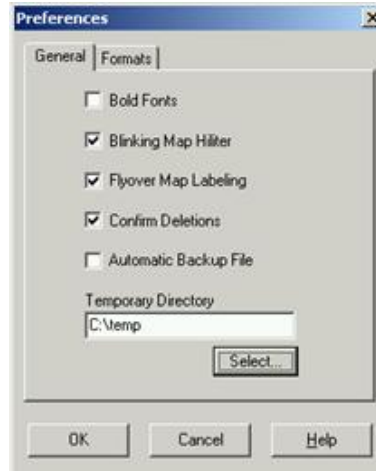 Preferences
General Formats
Bold Fonts
Blinking Map Hiliter
Flyover Map Labeling
Confirm Deletions
Automatic Backup File
Temporary Directory
C:\temp
Select...
OK Cancel Help